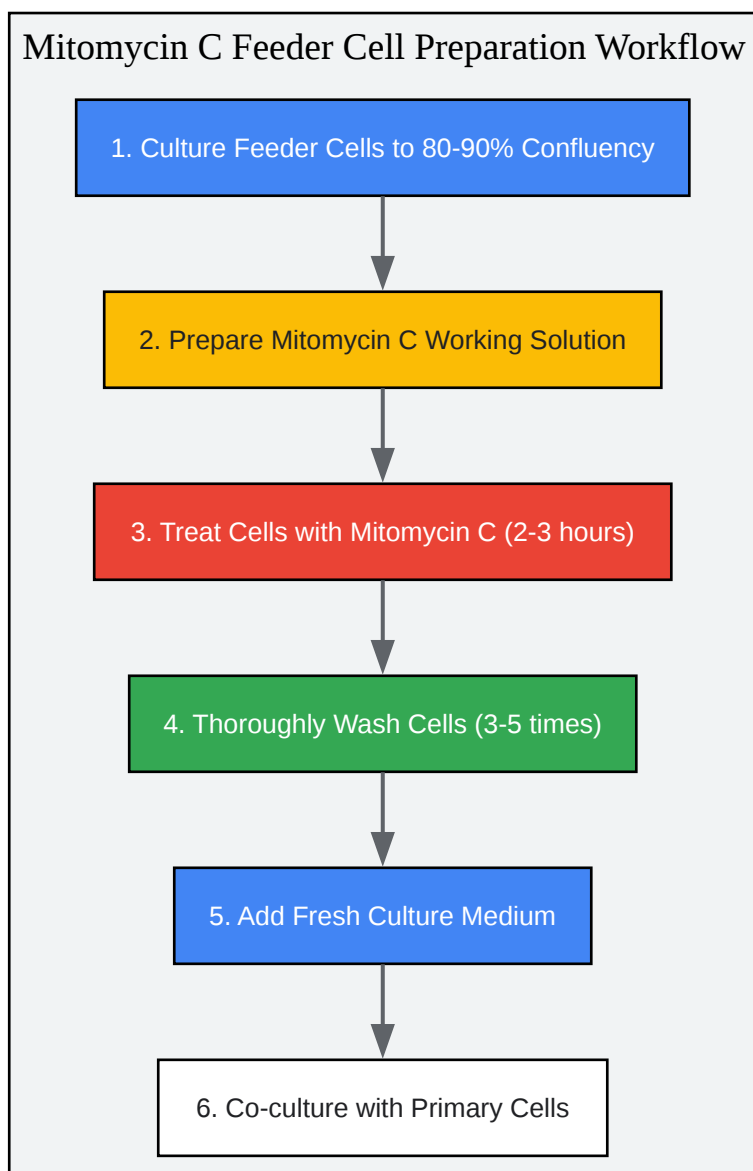 Mitomycin C Feeder Cell Preparation Workflow
1. Culture Feeder Cells to 80-90% Confluency
2. Prepare Mitomycin C Working Solution
3. Treat Cells with Mitomycin C (2-3 hours)
4. Thoroughly Wash Cells (3-5 times)
5. Add Fresh Culture Medium
6. Co-culture with Primary Cells